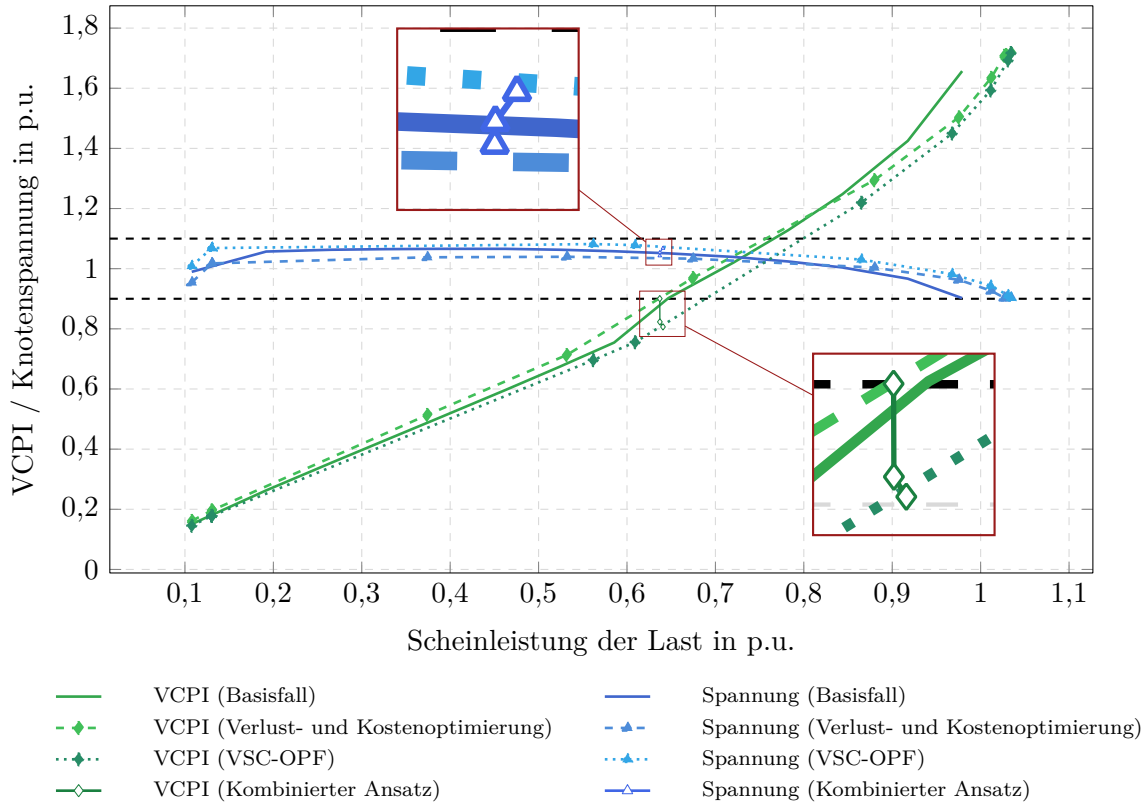 1,8
1,6
1,4
1,2
1
0,8
0,6
0,4
0,2
0
VCPI / Knotenspannung in p.u.
0,1 0,2 0,3 0,4 0,5 0,6 0,7 0,8 0,9 1 1,1
Scheinleistung der Last in p.u.
VCPI (Basisfall) Spannung (Basisfall)
VCPI (Verlust- und Kostenoptimierung) Spannung (Verlust- und Kostenoptimierung)
VCPI (VSC-OPF) Spannung (VSC-OPF)
VCPI (Kombinierter Ansatz) Spannung (Kombinierter Ansatz)